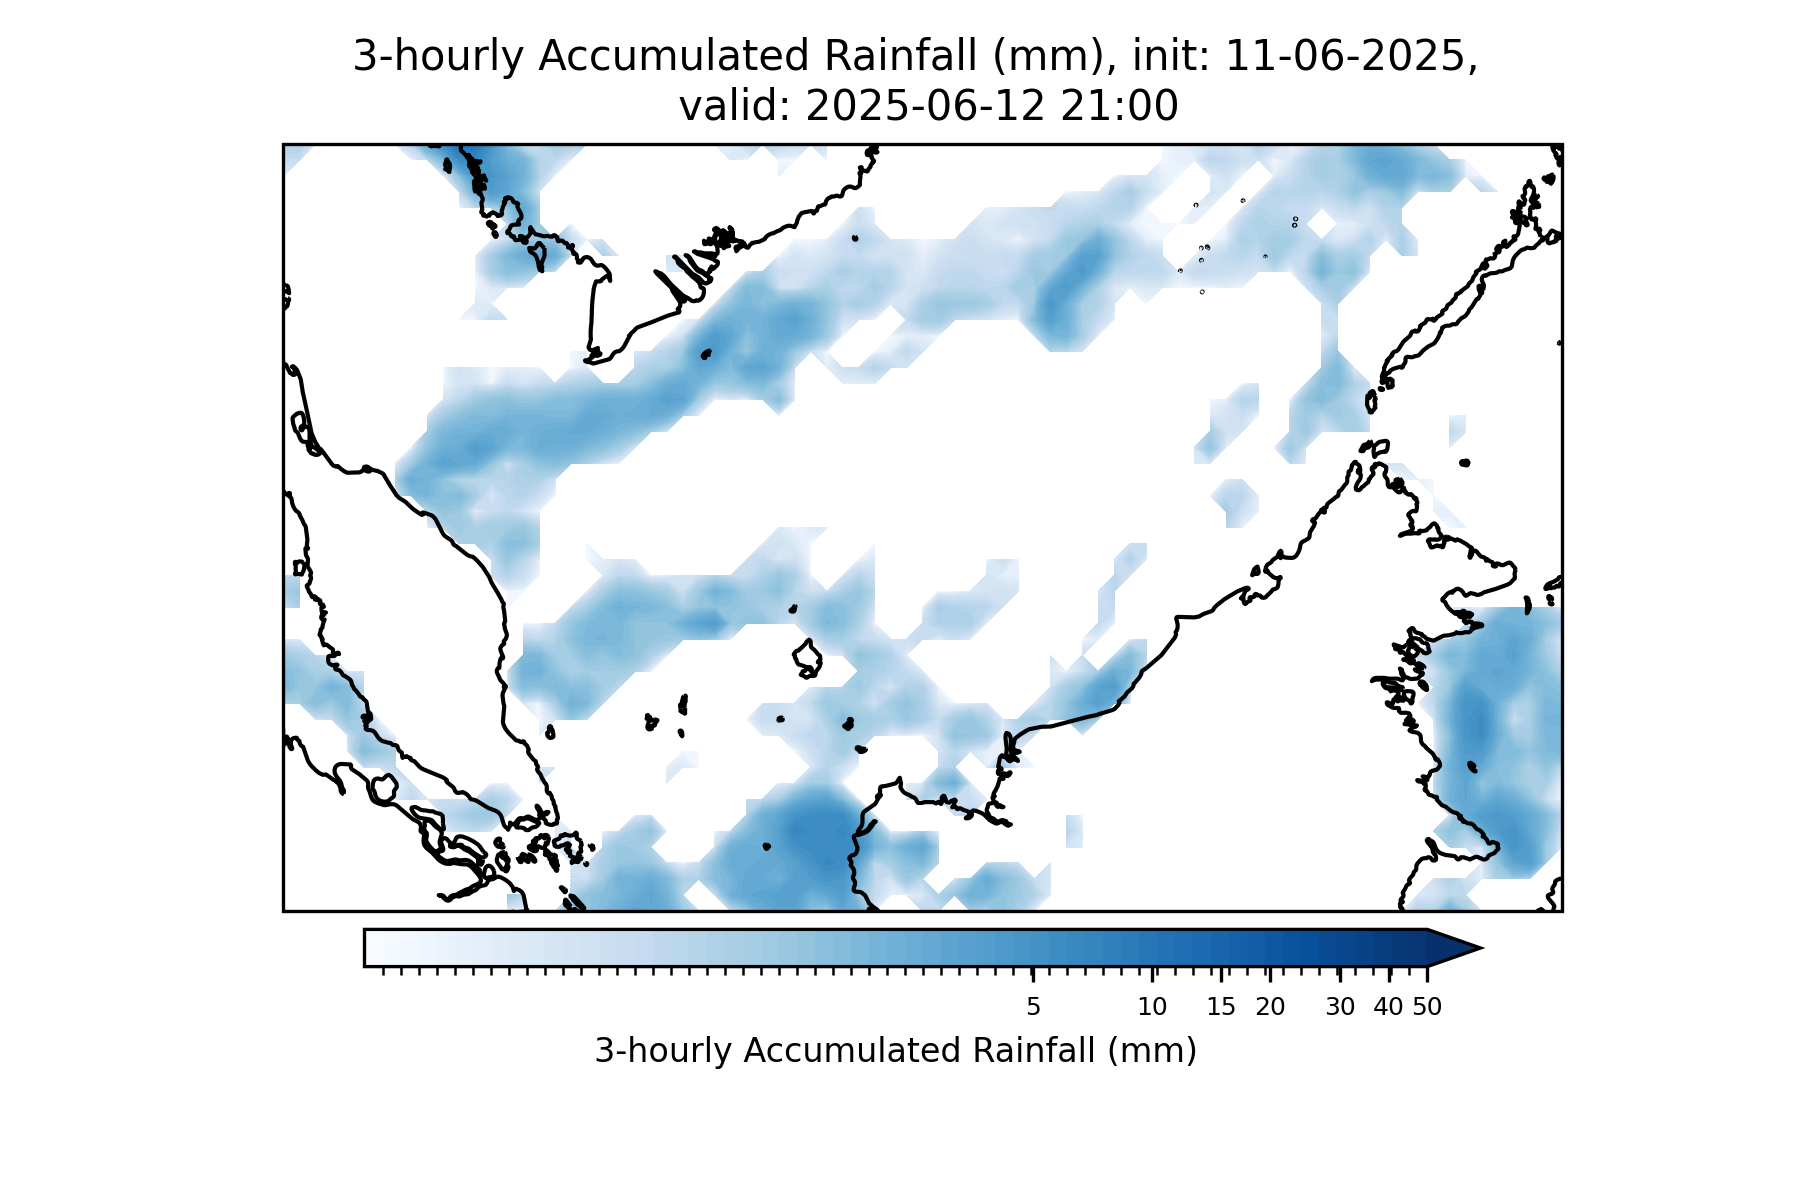 3-hourly Accumulated Rainfall (mm), init: 11-06-2025,
valid: 2025-06-12 21:00
5 10 15 20 30 40 50
3-hourly Accumulated Rainfall (mm)